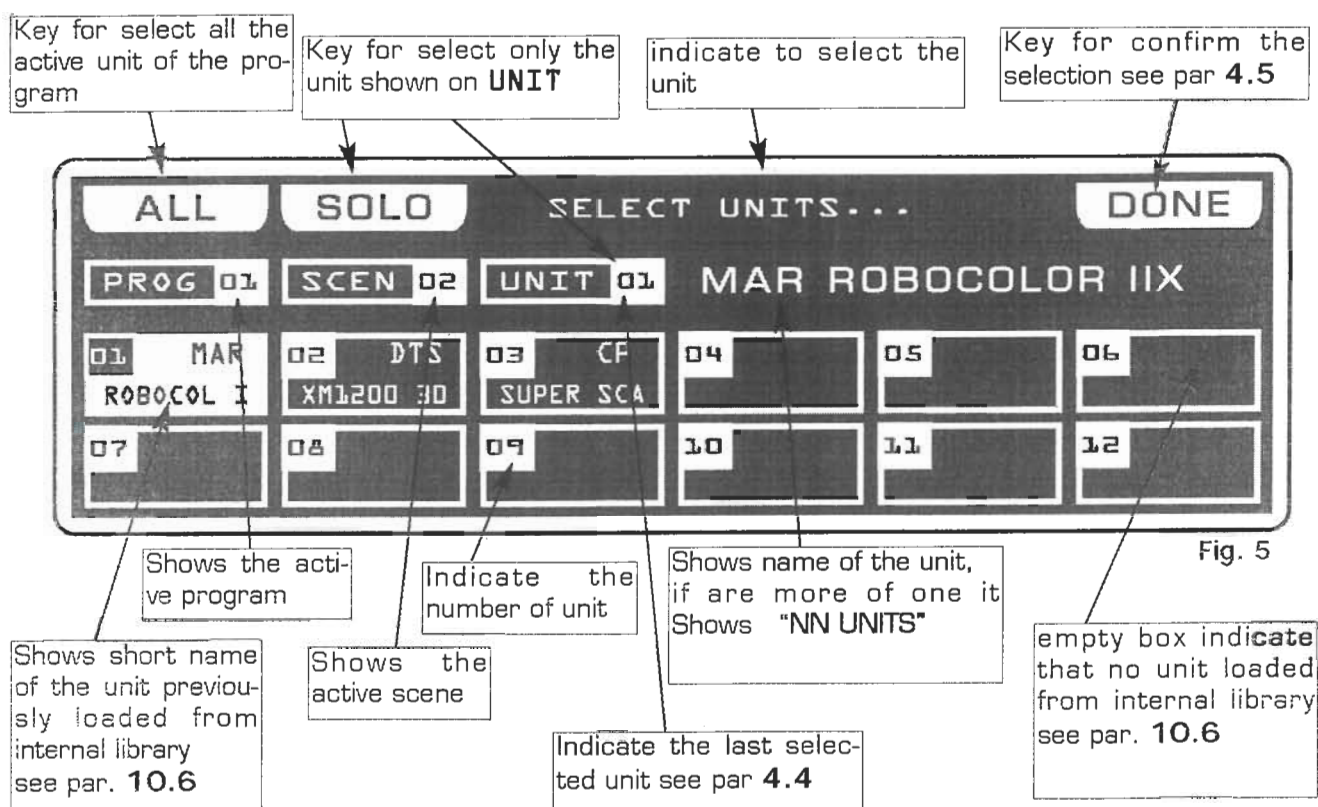 Key for select all the
active unit of the pro-
gram
Key for select only the
unit shown on UNIT
indicate to select the
unit
Key for confirm the
selection see par 4.5
ALL SOLO SELECT UNITS... DONE
PROG 01 SCEN 02 UNIT 01 MAR ROBOCOLOR IIX
01 MAR 02 DTS 03 CP 04 05 06
ROBOCOL I XM1200 3D SUPER SCA
07 08 09 10 11 12
Fig. 5
Shows the acti-
ve program
Indicate the
number of unit
Shows name of the unit,
if are more of one it
Shows "NN UNITS"
Shows short name
of the unit previou-
sly loaded from
internal library
see par. 10.6
Shows the
active scene
empty box indicate
that no unit loaded
from internal library
see par. 10.6
Indicate the last selec-
ted unit see par 4.4